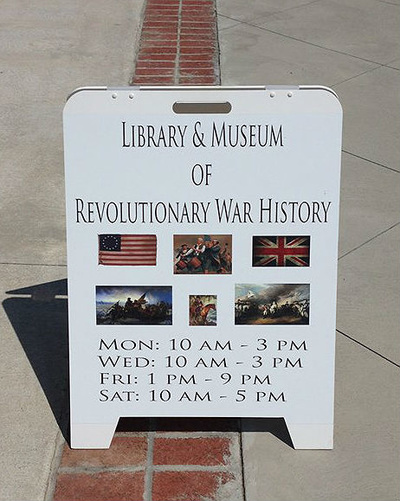 Library & Museum
of
Revolutionary War History
Mon: 10 am - 3 pm
Wed: 10 am - 3 pm
Fri: 1 pm - 9 pm
Sat: 10 am - 5 pm